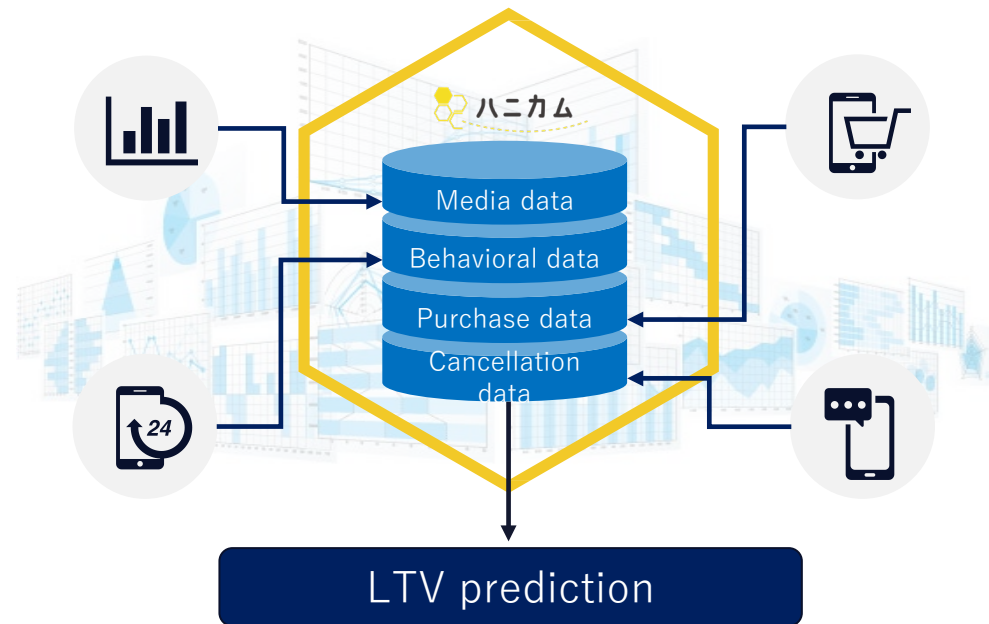 ハニカム
Media data
Behavioral data
Purchase data
Cancellation
data
24
LTV prediction